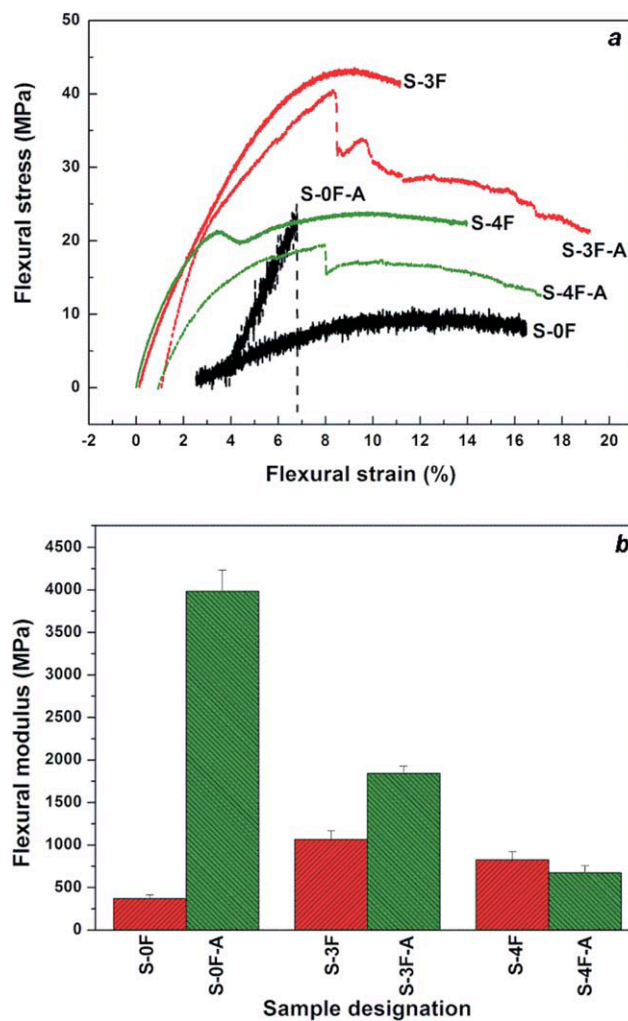 a
50
40
30
20
10
0
Flexural stress (MPa)
S-3F
S-0F-A
S-4F
S-3F-A
S-4F-A
S-0F
-2 0 2 4 6 8 10 12 14 16 18 20
Flexural strain (%)
b
4500
4000
3500
3000
2500
2000
1500
1000
500
0
Flexural modulus (MPa)
S-0F
S-0F-A
S-3F
S-3F-A
S-4F
S-4F-A
Sample designation